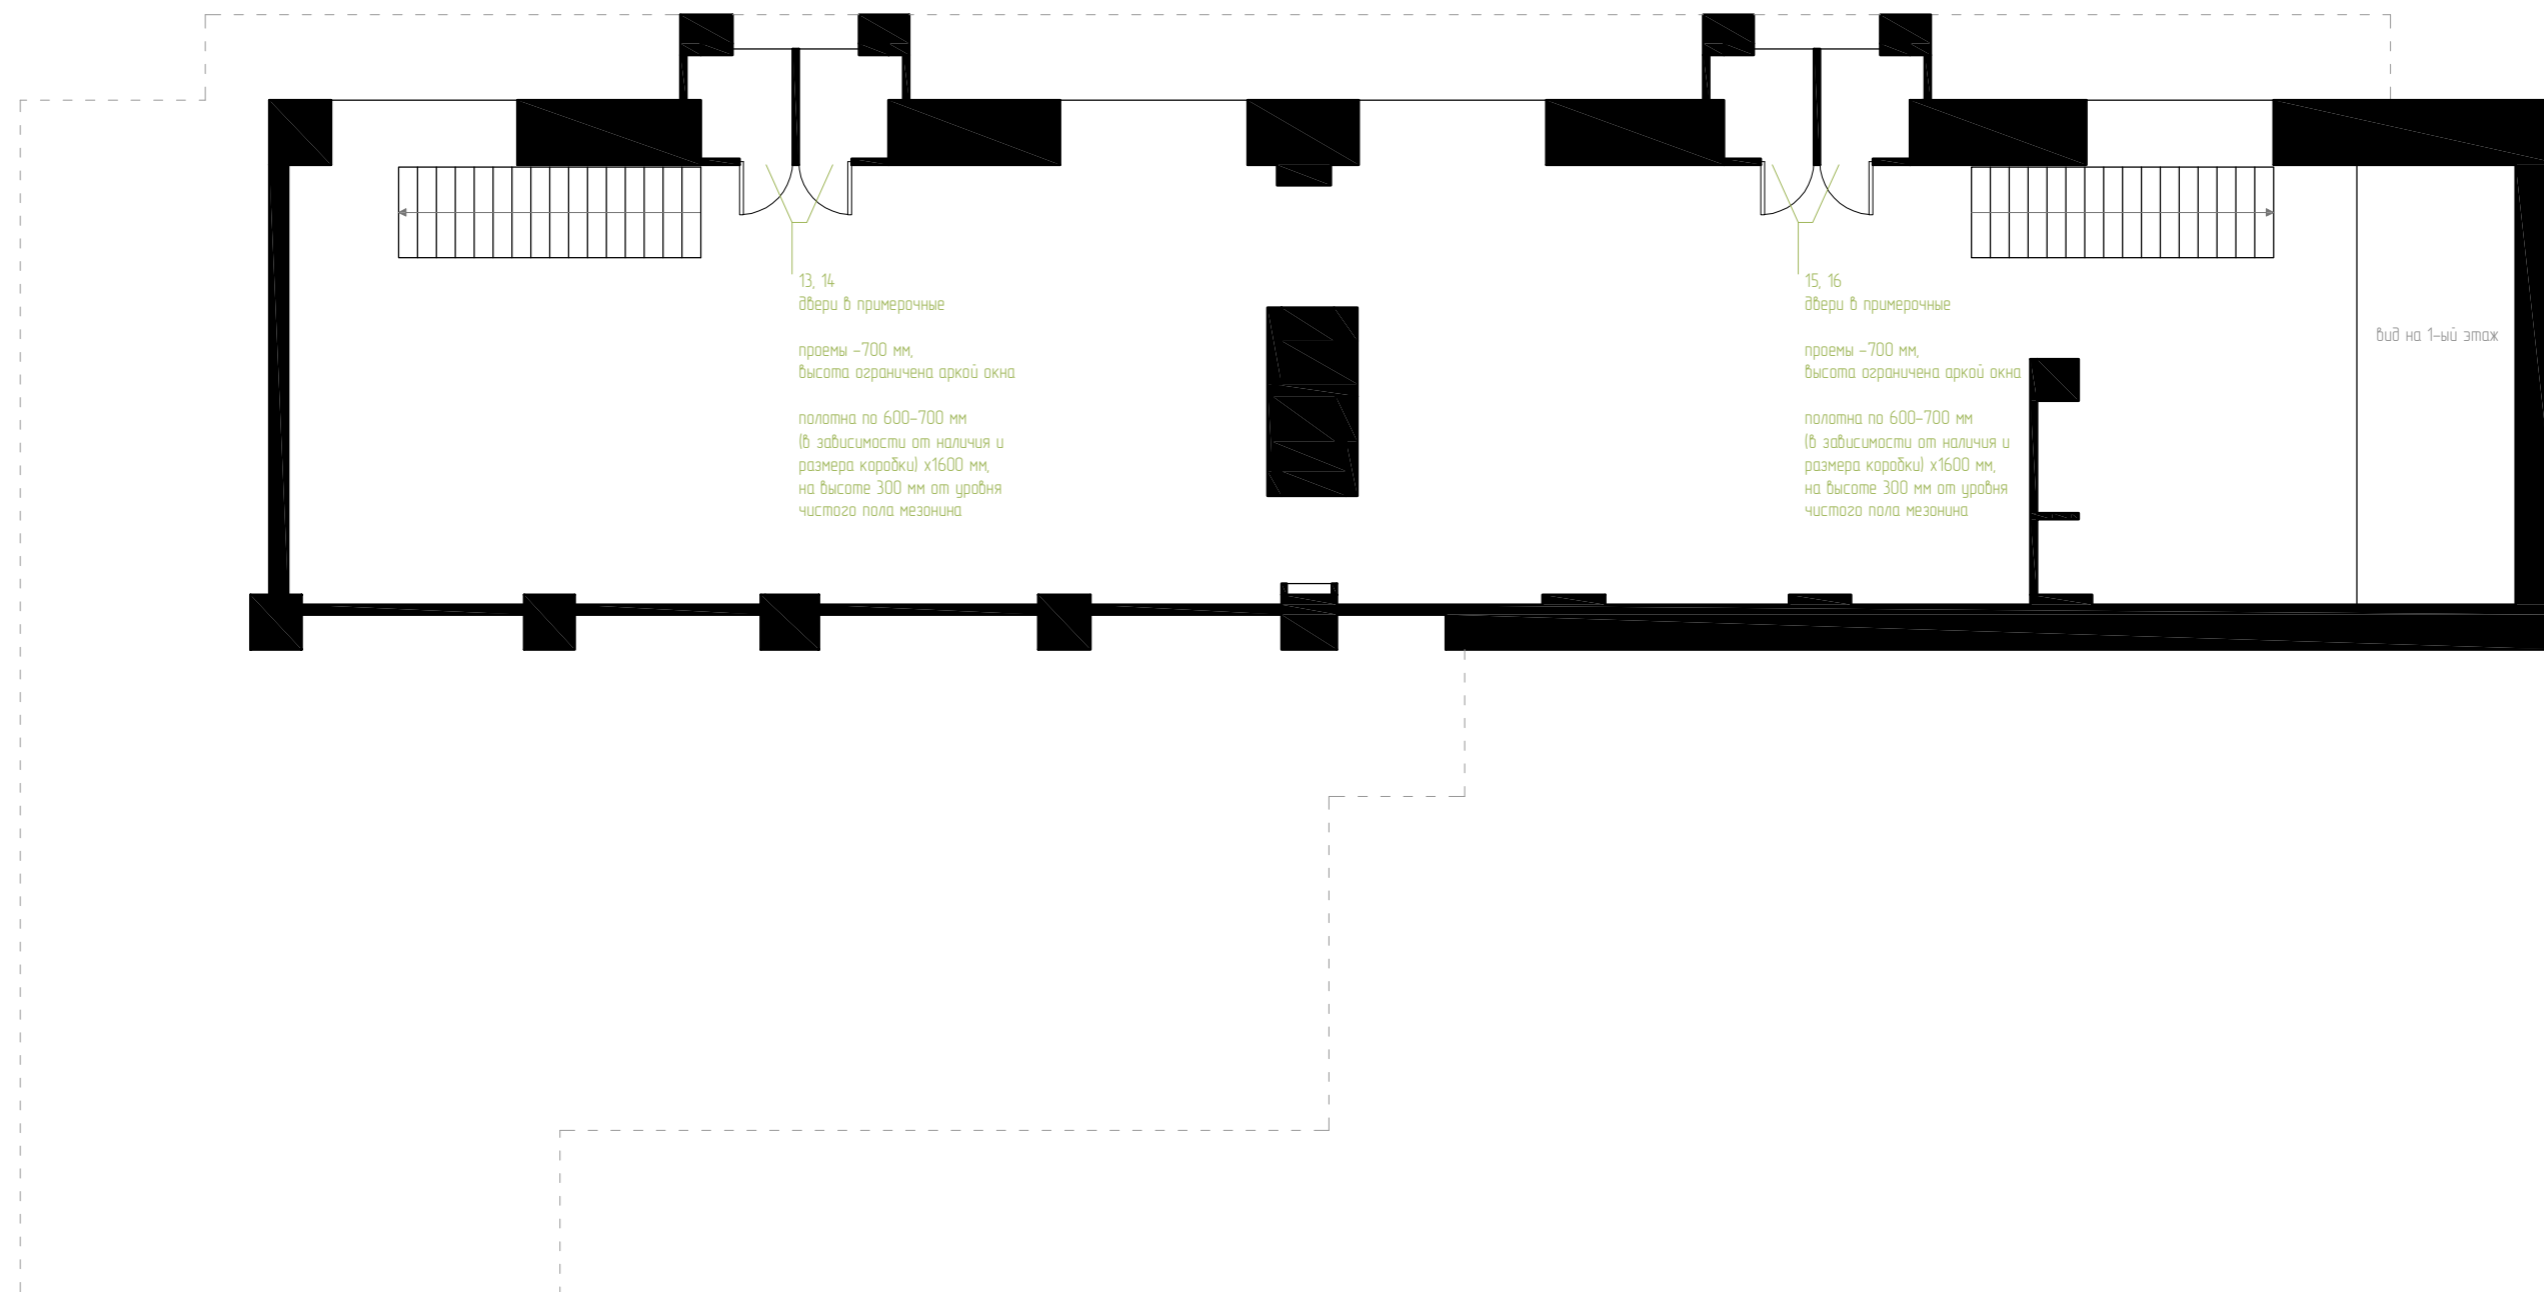 13, 14
двери в примерочные
проемы –700 мм,
высота ограничена аркой окна
полотна по 600–700 мм
(в зависимости от наличия и
размера коробки) х1600 мм,
на высоте 300 мм от уровня
чистого пола мезонина
15, 16
двери в примерочные
проемы –700 мм,
высота ограничена аркой окна
полотна по 600–700 мм
(в зависимости от наличия и
размера коробки) х1600 мм,
на высоте 300 мм от уровня
чистого пола мезонина
вид на 1–ый этаж